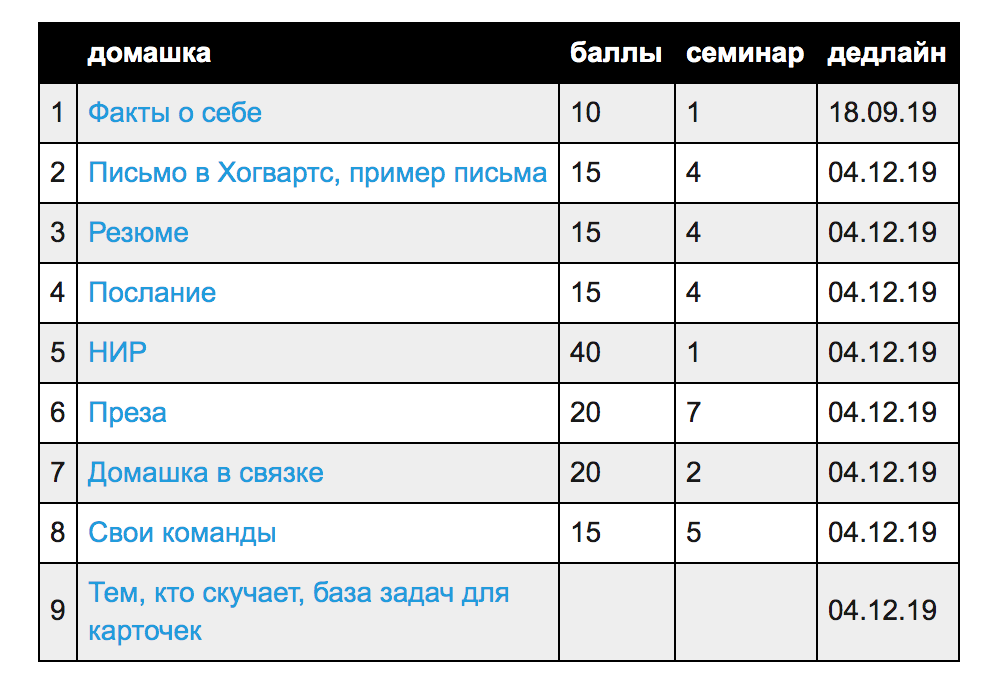 домашка баллы семинар дедлайн
1 Факты о себе 10 1 18.09.19
2 Письмо в Хогвартс, пример письма 15 4 04.12.19
3 Резюме 15 4 04.12.19
4 Послание 15 4 04.12.19
5 НИР 40 1 04.12.19
6 Преза 20 7 04.12.19
7 Домашка в связке 20 2 04.12.19
8 Свои команды 15 5 04.12.19
9 Тем, кто скучает, база задач для 04.12.19
карточек